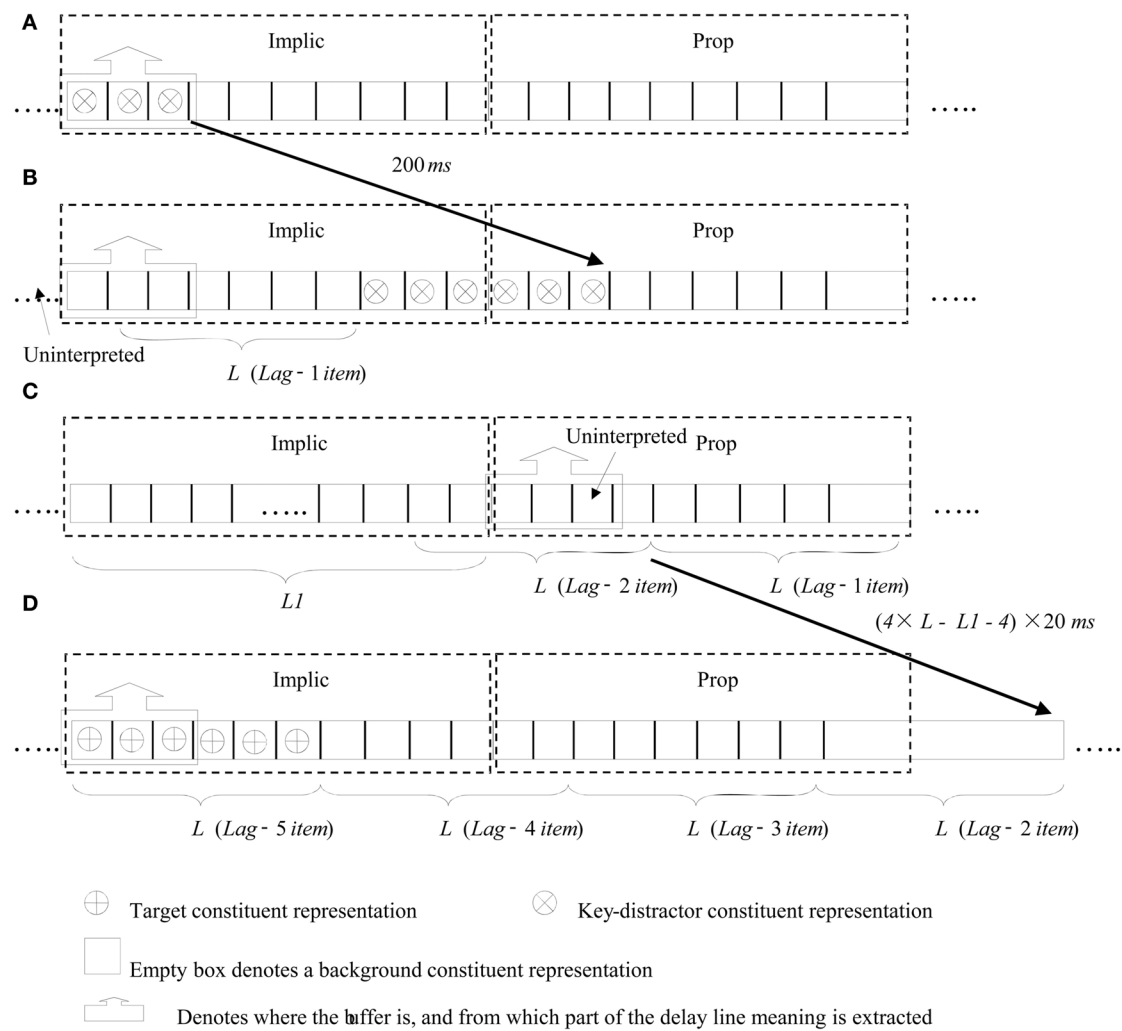 A
Implic
Prop
.....
.....
200 ms
B
Implic
Prop
.....
.....
Uninterpreted
L (Lag - 1 item)
C
Implic
Uninterpreted
Prop
.....
.....
.....
L1
L (Lag - 2 item)
L (Lag - 1 item)
D
(4× L - L1 - 4) ×20 ms
Implic
Prop
.....
.....
L (Lag - 5 item)
L (Lag - 4 item)
L (Lag - 3 item)
L (Lag - 2 item)
Target constituent representation
Key-distractor constituent representation
Empty box denotes a background constituent representation
Denotes where the buffer is, and from which part of the delay line meaning is extracted